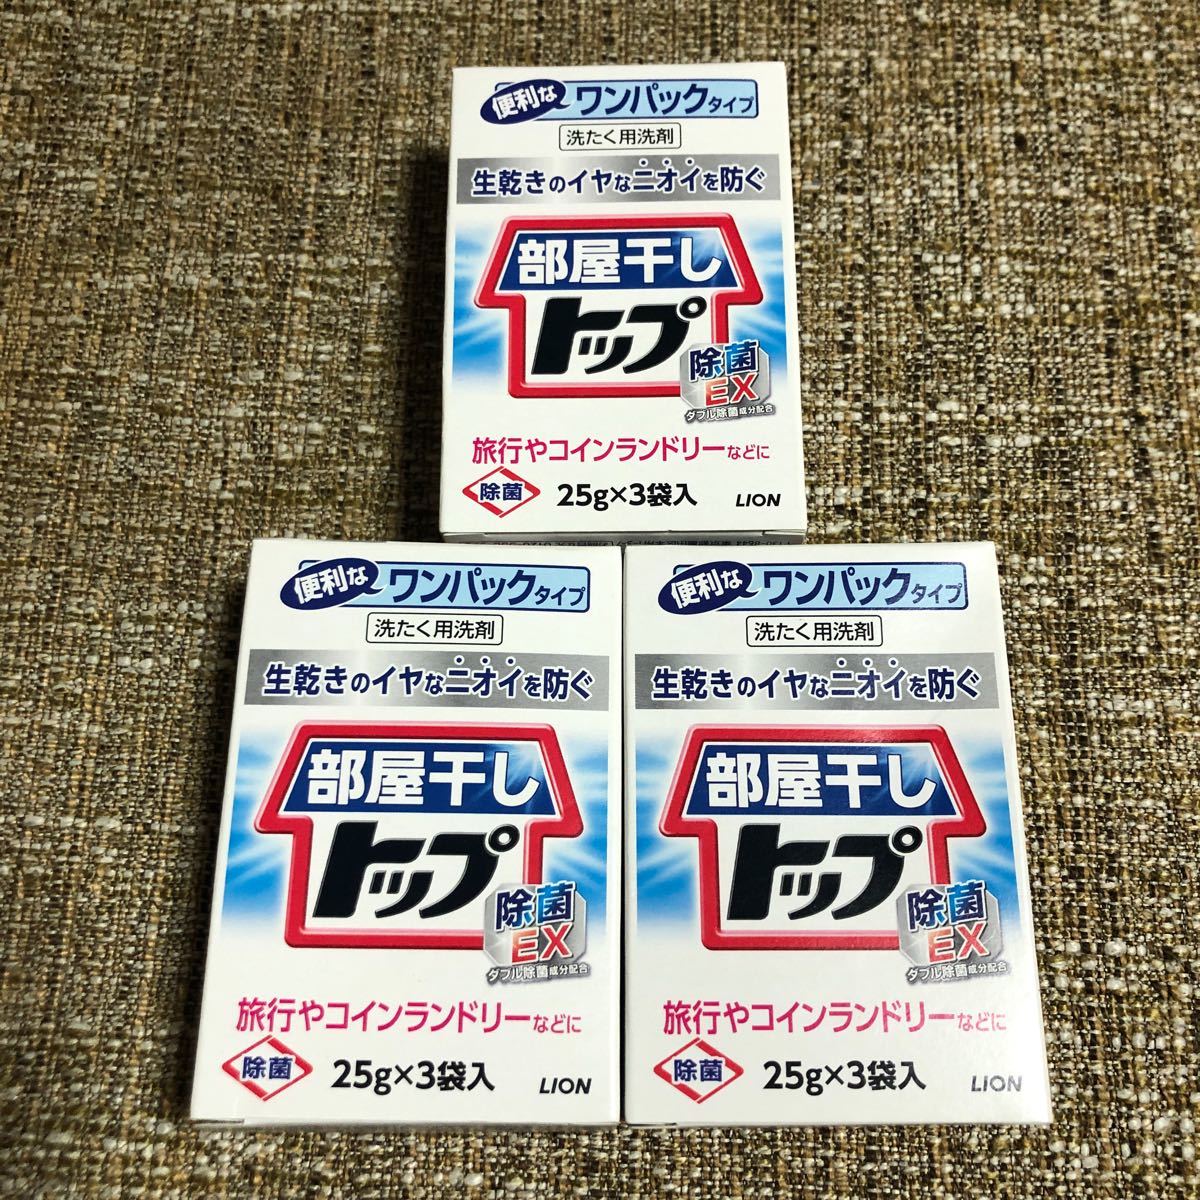 便利な ワンパックタイプ
洗たく用洗剤
生乾きのイヤなニオイを防ぐ
部屋干し
トップ
除菌
EX
ダブル除菌成分配合
旅行やコインランドリーなどに
除菌 25g×3袋入 LION
便利な ワンパックタイプ
洗たく用洗剤
生乾きのイヤなニオイを防ぐ
部屋干し
トップ
除菌
EX
ダブル除菌成分配合
旅行やコインランドリーなどに
除菌 25g×3袋入 LION
便利な ワンパックタイプ
洗たく用洗剤
生乾きのイヤなニオイを防ぐ
部屋干し
トップ
除菌
EX
ダブル除菌成分配合
旅行やコインランドリーなどに
除菌 25g×3袋入 LION